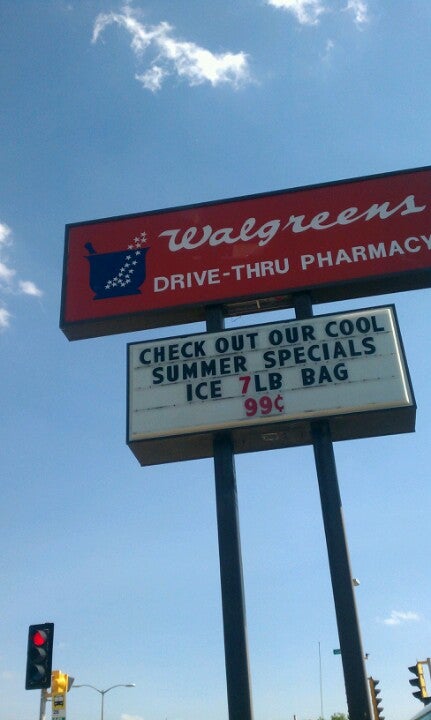 Walgreens
DRIVE-THRU PHARMACY
CHECK OUT OUR COOL
SUMMER SPECIALS
ICE 7LB BAG
99¢